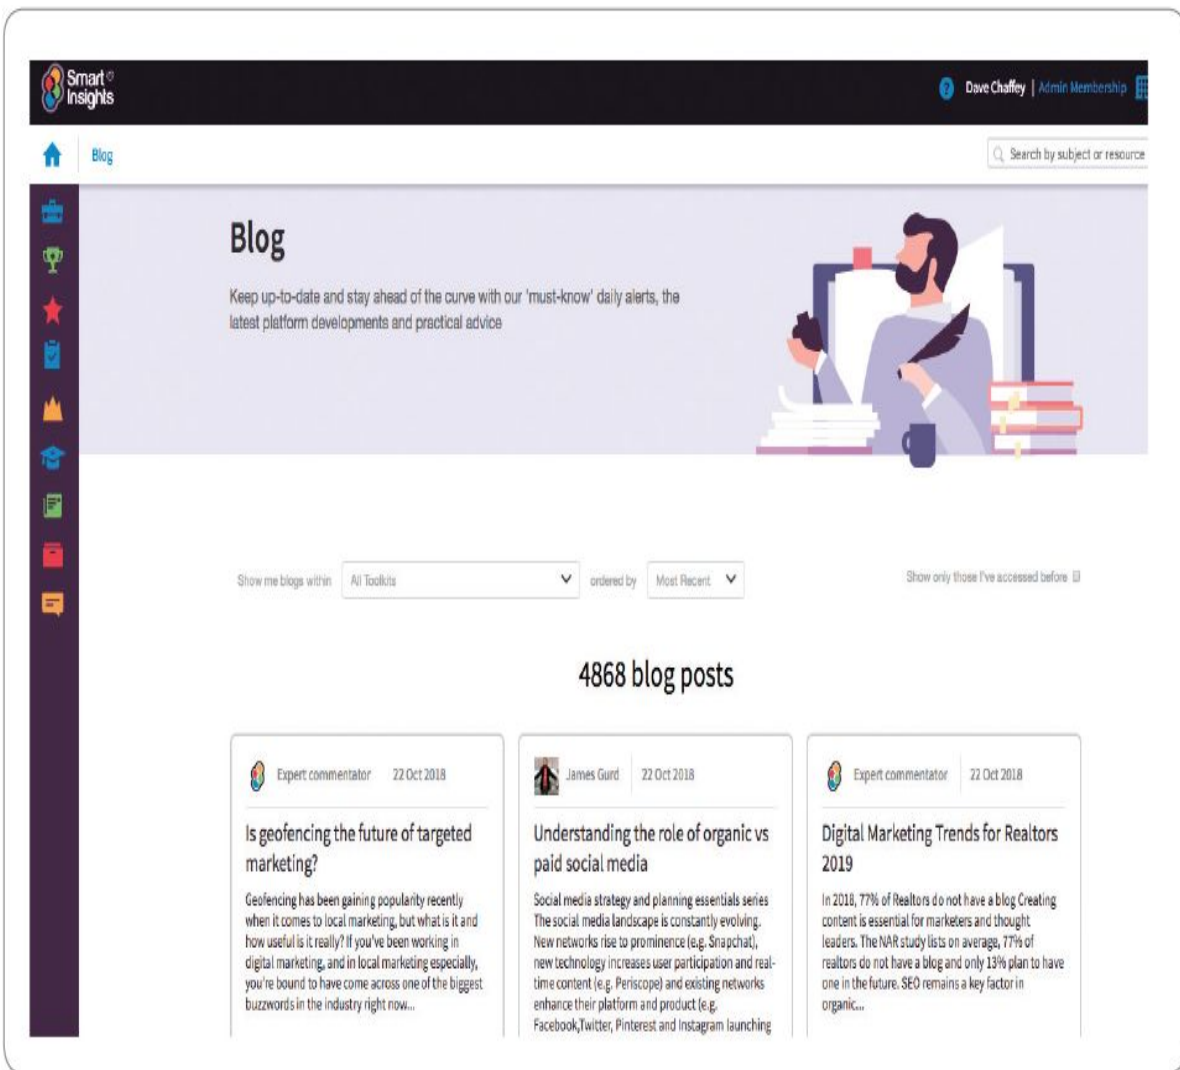 Smart
Insights
Dave Chaffey | Admin Membership
Blog
Search by subject or resource
Blog
Keep up-to-date and stay ahead of the curve with our 'must-know' daily alerts, the
latest platform developments and practical advice
Show me blogs within All Toolkits ordered by Most Recent Show only those I've accessed before
4868 blog posts
Expert commentator 22 Oct 2018
Is geofencing the future of targeted
marketing?
Geofencing has been gaining popularity recently
when it comes to local marketing, but what is it and
how useful is it really? If you've been working in
digital marketing, and in local marketing especially,
you're bound to have come across one of the biggest
buzzwords in the industry right now...
James Gurd 22 Oct 2018
Understanding the role of organic vs
paid social media
Social media strategy and planning essentials series
The social media landscape is constantly evolving.
New networks rise to prominence (e.g. Snapchat),
new technology increases user participation and real-
time content (e.g. Periscope) and existing networks
enhance their platform and product (e.g.
Facebook,Twitter, Pinterest and Instagram launching
Expert commentator 22 Oct 2018
Digital Marketing Trends for Realtors
2019
In 2018, 77% of Realtors do not have a blog Creating
content is essential for marketers and thought
leaders. The NAR study lists on average, 77% of
realtors do not have a blog and only 13% plan to have
one in the future. SEO remains a key factor in
organic...